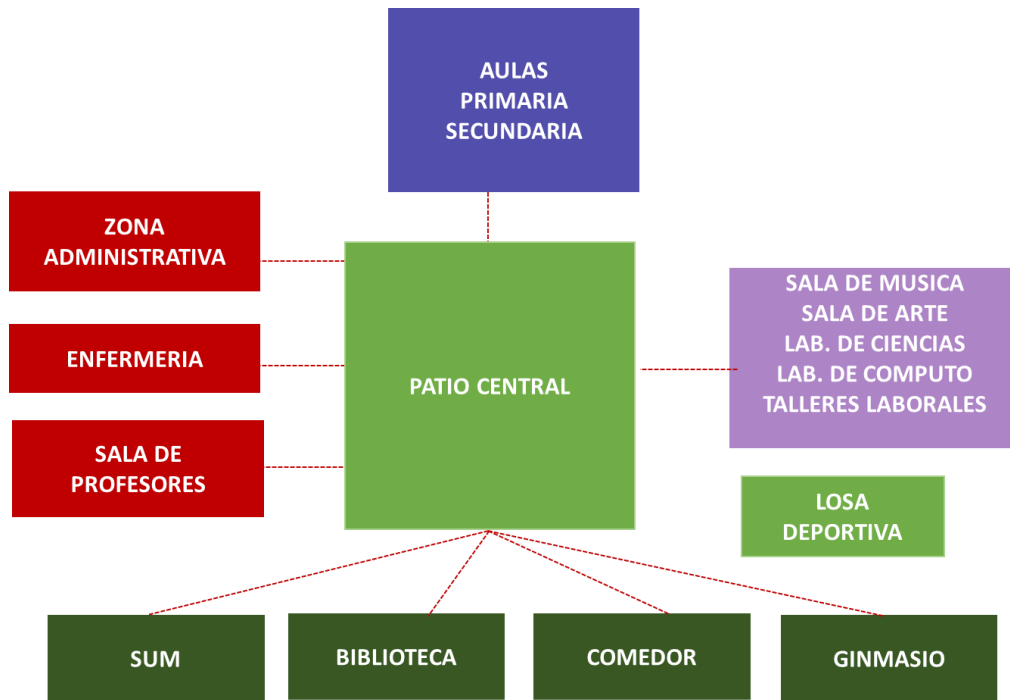 AULAS
PRIMARIA
SECUNDARIA
ZONA
ADMINISTRATIVA
ENFERMERIA
SALA DE
PROFESORES
PATIO CENTRAL
SALA DE MUSICA
SALA DE ARTE
LAB. DE CIENCIAS
LAB. DE COMPUTO
TALLERES LABORALES
LOSA
DEPORTIVA
SUM
BIBLIOTECA
COMEDOR
GINMASIO